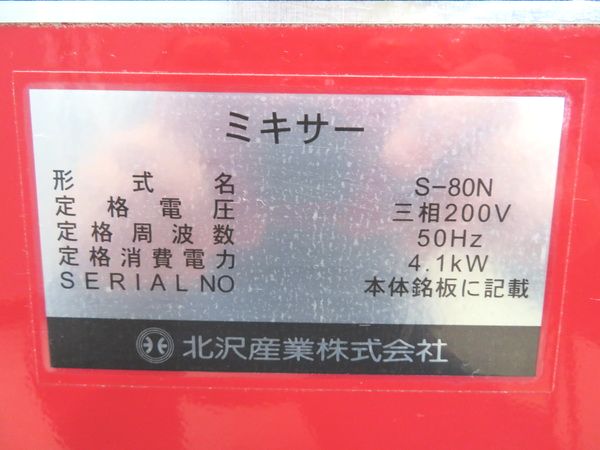 ミキサー
形式名 S-80N
定格電圧 三相200V
定格周波数 50Hz
定格消費電力 4.1kW
SERIAL NO 本体銘板に記載
北沢産業株式会社